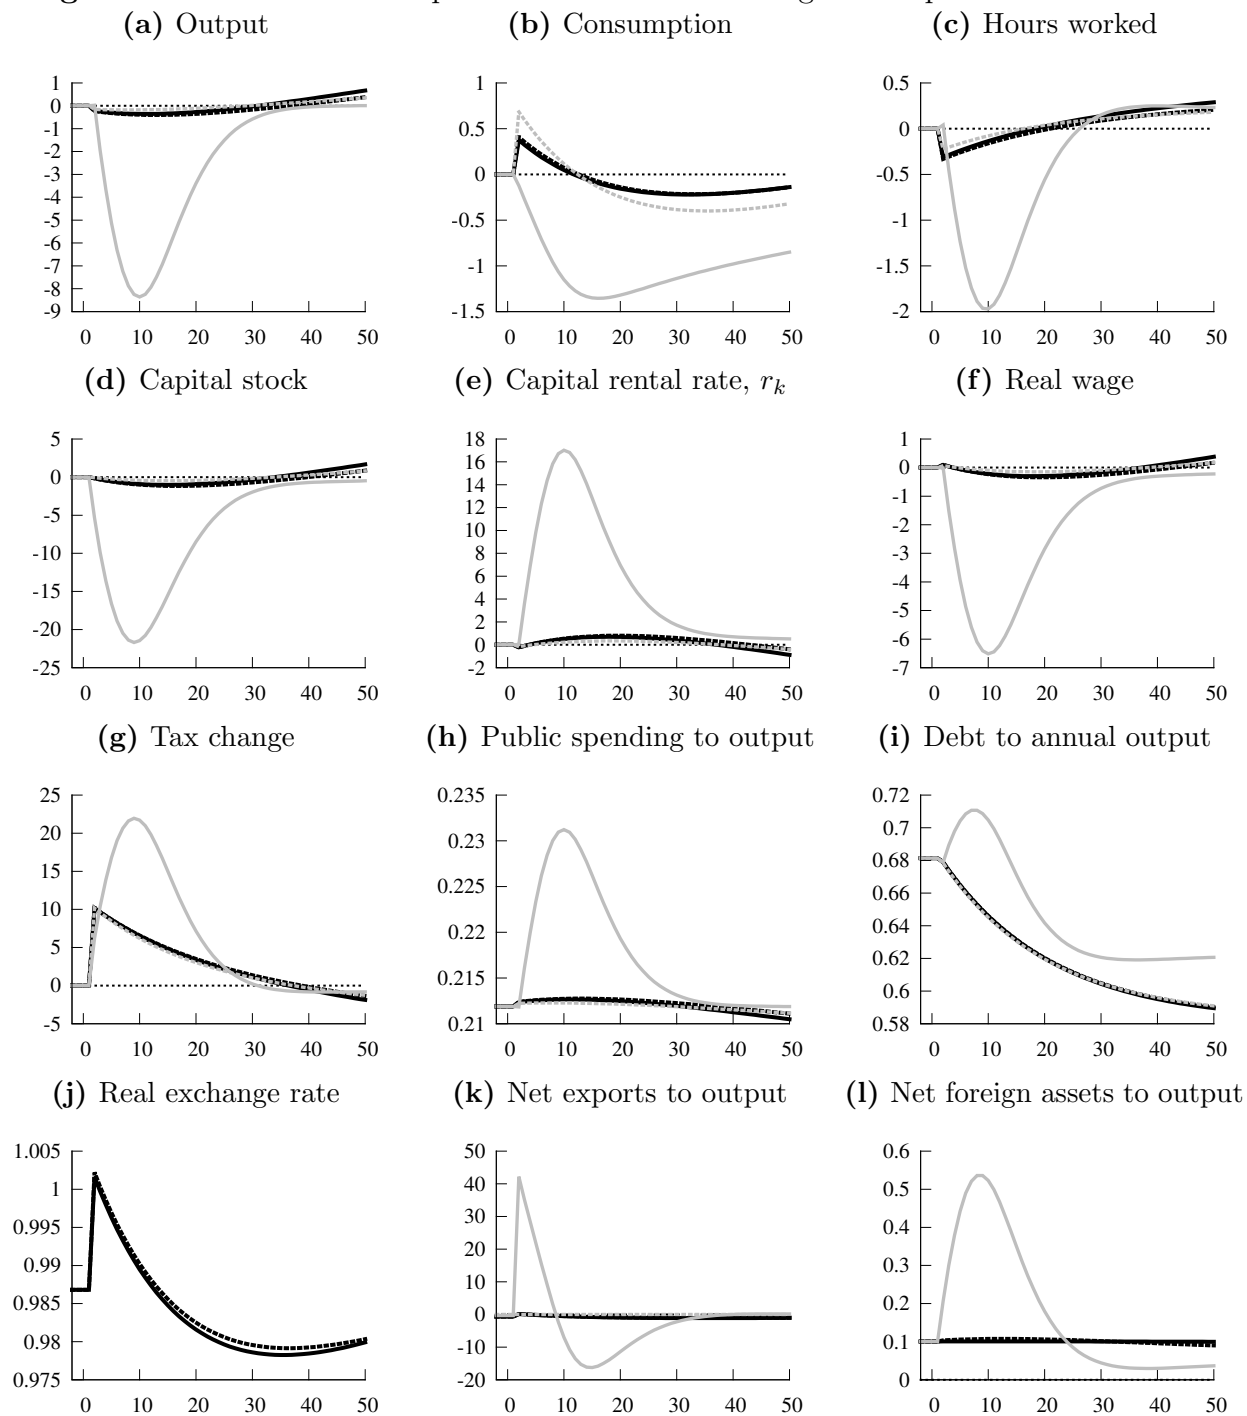 (a) Output (b) Consumption (c) Hours worked
1 1 0.5
0 0.5 0
-1 0 -0.5
-2 -0.5 -1
-3 -1 -1.5
-4 -1.5 -2
-5
-6
-7
-8
-9
0 10 20 30 40 50 0 10 20 30 40 50 0 10 20 30 40 50
(d) Capital stock (e) Capital rental rate, r_k (f) Real wage
5 18 1
0 16 0
-5 14 -1
-10 12 -2
-15 10 -3
-20 8 -4
-25 6 -5
4 -6
2 -7
0
-2
0 10 20 30 40 50 0 10 20 30 40 50 0 10 20 30 40 50
(g) Tax change (h) Public spending to output (i) Debt to annual output
25 0.235 0.72
20 0.23 0.7
15 0.225 0.68
10 0.22 0.66
5 0.215 0.64
0 0.21 0.62
-5 0.6
0.58
0 10 20 30 40 50 0 10 20 30 40 50 0 10 20 30 40 50
(j) Real exchange rate (k) Net exports to output (l) Net foreign assets to output
1.005 50 0.6
1 40 0.5
0.995 30 0.4
0.99 20 0.3
0.985 10 0.2
0.98 0 0.1
0.975 -10 0
-20
0 10 20 30 40 50 0 10 20 30 40 50 0 10 20 30 40 50